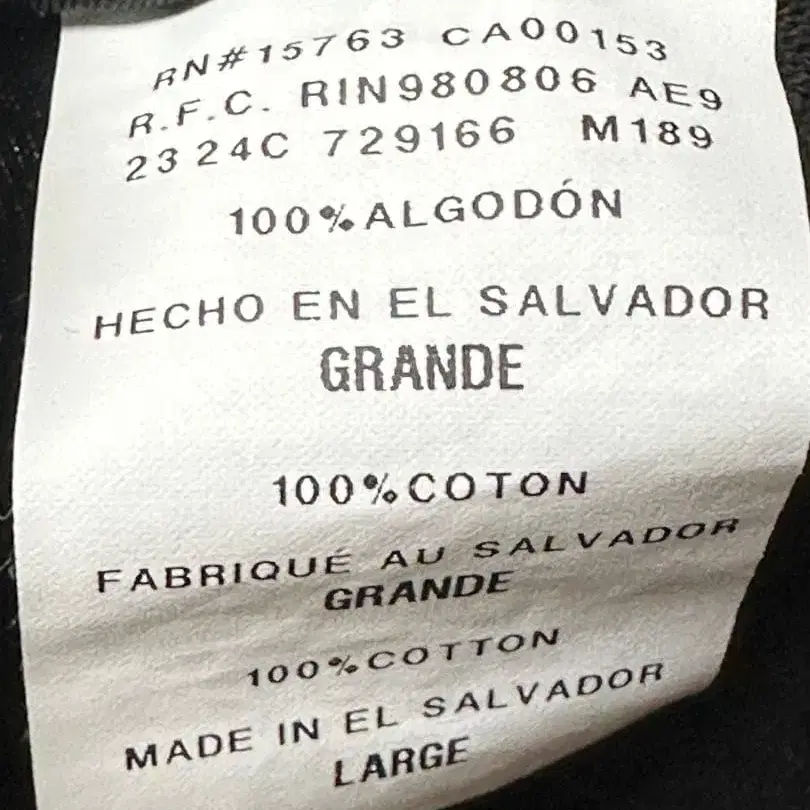 RN#15763 CA00153
R.F.C. RIN980806 AE9
2324C 729166 M189
100%ALGODÓN
HECHO EN EL SALVADOR
GRANDE
100%COTON
FABRIQUÉ AU SALVADOR
GRANDE
100%COTTON
MADE IN EL SALVADOR
LARGE